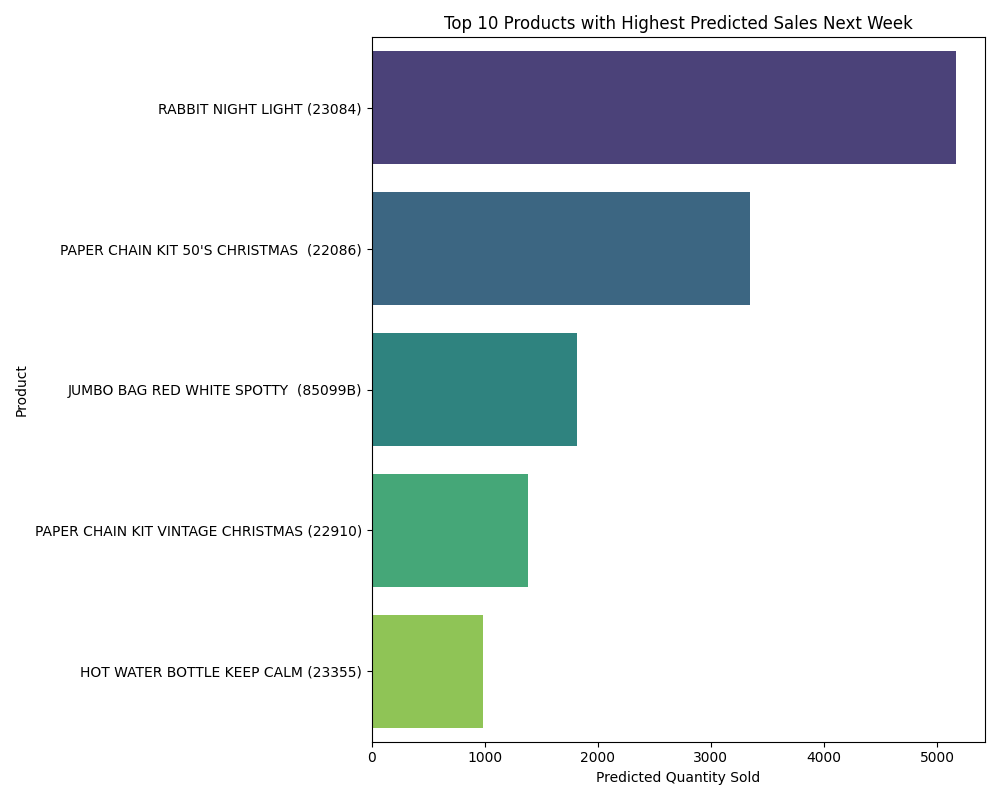 Top 10 Products with Highest Predicted Sales Next Week
Product
RABBIT NIGHT LIGHT (23084)
PAPER CHAIN KIT 50'S CHRISTMAS  (22086)
JUMBO BAG RED WHITE SPOTTY  (85099B)
PAPER CHAIN KIT VINTAGE CHRISTMAS (22910)
HOT WATER BOTTLE KEEP CALM (23355)
0 1000 2000 3000 4000 5000
Predicted Quantity Sold